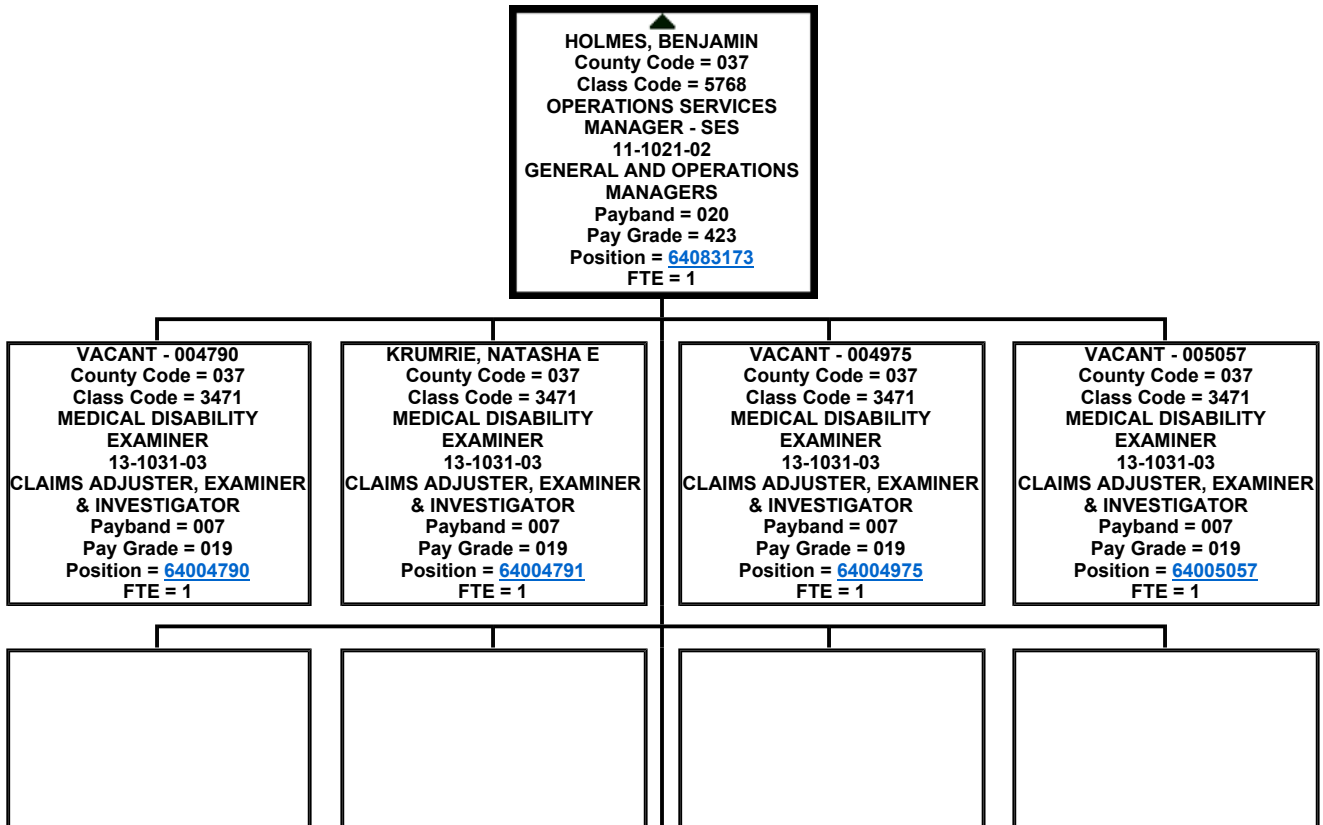 HOLMES, BENJAMIN
County Code = 037
Class Code = 5768
OPERATIONS SERVICES
MANAGER - SES
11-1021-02
GENERAL AND OPERATIONS
MANAGERS
Payband = 020
Pay Grade = 423
Position = 64083173
FTE = 1
VACANT - 004790
County Code = 037
Class Code = 3471
MEDICAL DISABILITY
EXAMINER
13-1031-03
CLAIMS ADJUSTER, EXAMINER
& INVESTIGATOR
Payband = 007
Pay Grade = 019
Position = 64004790
FTE = 1
KRUMRIE, NATASHA E
County Code = 037
Class Code = 3471
MEDICAL DISABILITY
EXAMINER
13-1031-03
CLAIMS ADJUSTER, EXAMINER
& INVESTIGATOR
Payband = 007
Pay Grade = 019
Position = 64004791
FTE = 1
VACANT - 004975
County Code = 037
Class Code = 3471
MEDICAL DISABILITY
EXAMINER
13-1031-03
CLAIMS ADJUSTER, EXAMINER
& INVESTIGATOR
Payband = 007
Pay Grade = 019
Position = 64004975
FTE = 1
VACANT - 005057
County Code = 037
Class Code = 3471
MEDICAL DISABILITY
EXAMINER
13-1031-03
CLAIMS ADJUSTER, EXAMINER
& INVESTIGATOR
Payband = 007
Pay Grade = 019
Position = 64005057
FTE = 1